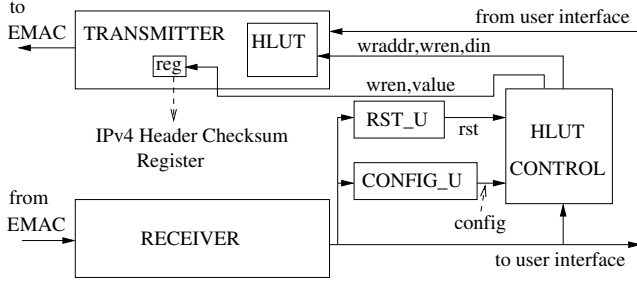 to
EMAC
TRANSMITTER
HLUT
reg
from user interface
wraddr,wren,din
wren,value
IPv4 Header Checksum
Register
RST_U
rst
HLUT
CONTROL
CONFIG_U
config
from
EMAC
RECEIVER
to user interface